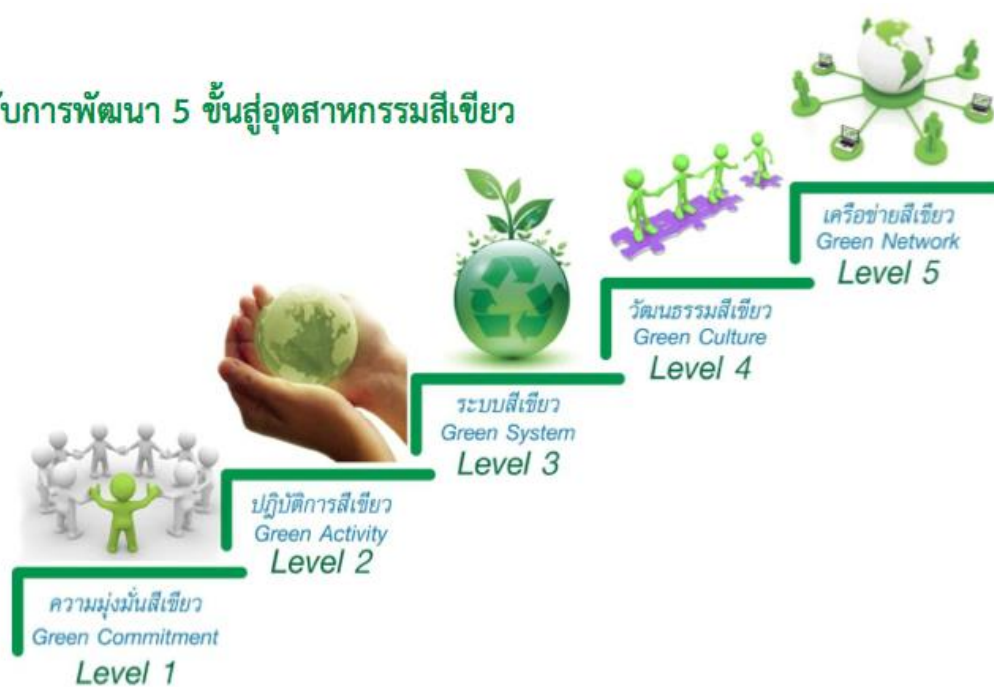 การพัฒนา 5 ขั้นสู่อุตสาหกรรมสีเขียว
เครือข่ายสีเขียว
Green Network
Level 5
วัฒนธรรมสีเขียว
Green Culture
Level 4
ระบบสีเขียว
Green System
Level 3
ปฎิบัติการสีเขียว
Green Activity
Level 2
ความมุ่งมั่นสีเขียว
Green Commitment
Level 1